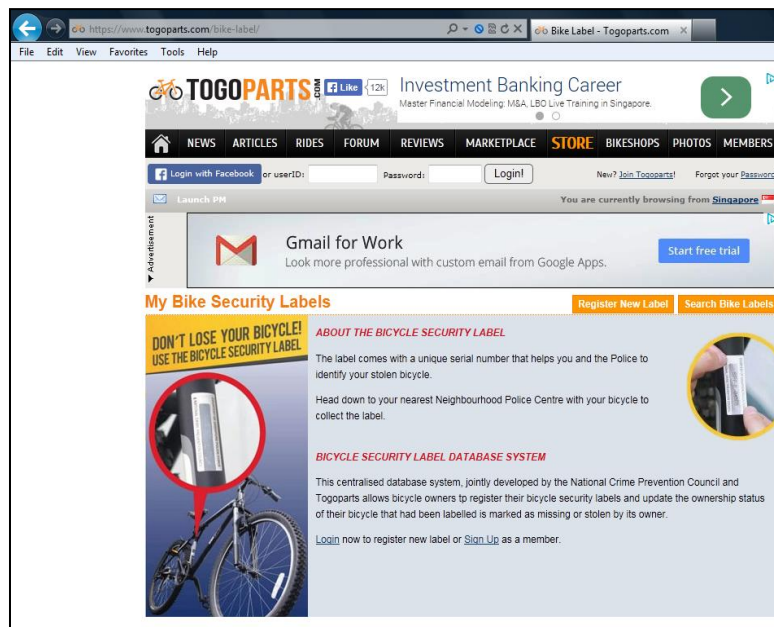 https://www.togoparts.com/bike-label/
Bike Label - Togoparts.com
File Edit View Favorites Tools Help
TOGOPARTS.COM
Like 12k
Investment Banking Career
Master Financial Modeling: M&A, LBO Live Training in Singapore.
NEWS ARTICLES RIDES FORUM REVIEWS MARKETPLACE STORE BIKESHOPS PHOTOS MEMBERS
Login with Facebook or userID: Password: Login! New? Join Togoparts! Forgot your Password
Launch PM You are currently browsing from Singapore
Advertisement
Gmail for Work
Look more professional with custom email from Google Apps.
Start free trial
My Bike Security Labels Register New Label Search Bike Labels
DON'T LOSE YOUR BICYCLE!
USE THE BICYCLE SECURITY LABEL
ABOUT THE BICYCLE SECURITY LABEL
The label comes with a unique serial number that helps you and the Police to
identify your stolen bicycle.
Head down to your nearest Neighbourhood Police Centre with your bicycle to
collect the label.
BICYCLE SECURITY LABEL DATABASE SYSTEM
This centralised database system, jointly developed by the National Crime Prevention Council and
Togoparts allows bicycle owners tp register their bicycle security labels and update the ownership status
of their bicycle that had been labelled is marked as missing or stolen by its owner.
Login now to register new label or Sign Up as a member.